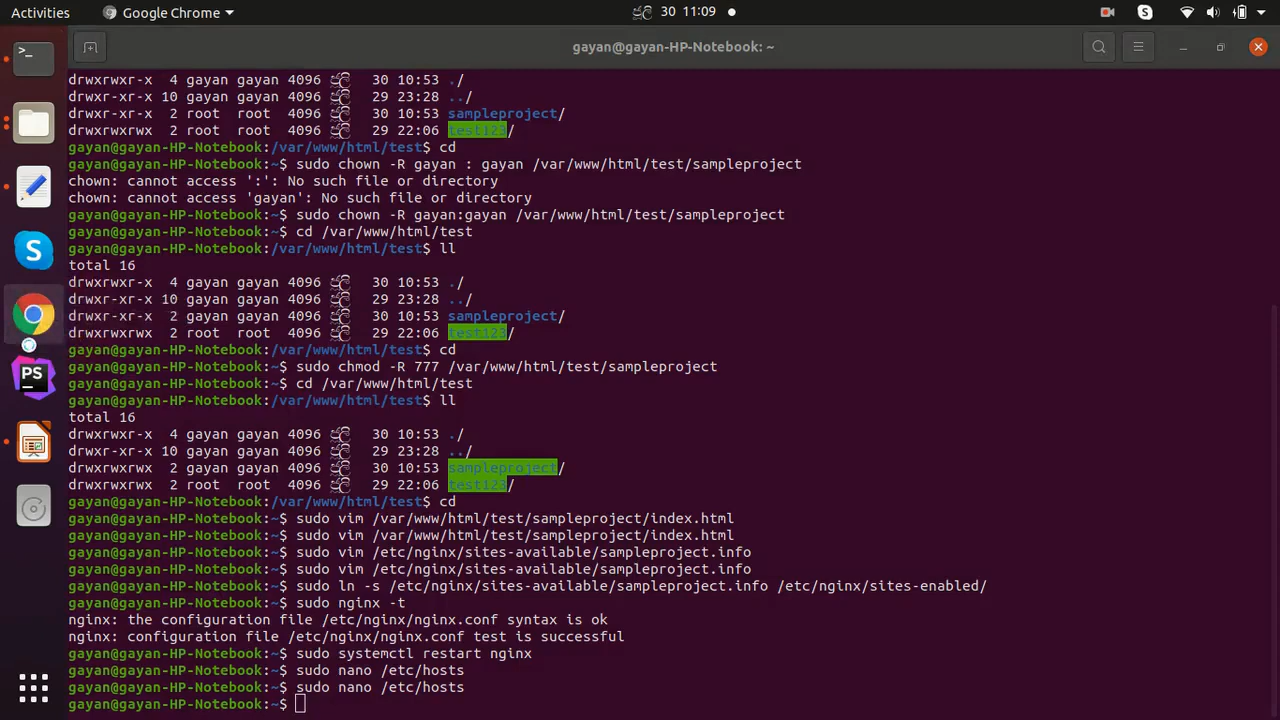 Activities Google Chrome ජූලි 30 11:09
gayan@gayan-HP-Notebook: ~
drwxrwxr-x 4 gayan gayan 4096 ජූලි 30 10:53 ./
drwxr-xr-x 10 gayan gayan 4096 ජූලි 29 23:28 ../
drwxr-xr-x 2 root root 4096 ජූලි 30 10:53 sampleproject/
drwxrwxrwx 2 root root 4096 ජූලි 29 22:06 test123/
gayan@gayan-HP-Notebook:/var/www/html/test$ cd
gayan@gayan-HP-Notebook:~$ sudo chown -R gayan : gayan /var/www/html/test/sampleproject
chown: cannot access ':': No such file or directory
chown: cannot access 'gayan': No such file or directory
gayan@gayan-HP-Notebook:~$ sudo chown -R gayan:gayan /var/www/html/test/sampleproject
gayan@gayan-HP-Notebook:~$ cd /var/www/html/test
gayan@gayan-HP-Notebook:/var/www/html/test$ ll
total 16
drwxrwxr-x 4 gayan gayan 4096 ජූලි 30 10:53 ./
drwxr-xr-x 10 gayan gayan 4096 ජූලි 29 23:28 ../
drwxr-xr-x 2 gayan gayan 4096 ජූලි 30 10:53 sampleproject/
drwxrwxrwx 2 root root 4096 ජූලි 29 22:06 test123/
gayan@gayan-HP-Notebook:/var/www/html/test$ cd
gayan@gayan-HP-Notebook:~$ sudo chmod -R 777 /var/www/html/test/sampleproject
gayan@gayan-HP-Notebook:~$ cd /var/www/html/test
gayan@gayan-HP-Notebook:/var/www/html/test$ ll
total 16
drwxrwxr-x 4 gayan gayan 4096 ජූලි 30 10:53 ./
drwxr-xr-x 10 gayan gayan 4096 ජූලි 29 23:28 ../
drwxrwxrwx 2 gayan gayan 4096 ජූලි 30 10:53 sampleproject/
drwxrwxrwx 2 root root 4096 ජූලි 29 22:06 test123/
gayan@gayan-HP-Notebook:/var/www/html/test$ cd
gayan@gayan-HP-Notebook:~$ sudo vim /var/www/html/test/sampleproject/index.html
gayan@gayan-HP-Notebook:~$ sudo vim /var/www/html/test/sampleproject/index.html
gayan@gayan-HP-Notebook:~$ sudo vim /etc/nginx/sites-available/sampleproject.info
gayan@gayan-HP-Notebook:~$ sudo vim /etc/nginx/sites-available/sampleproject.info
gayan@gayan-HP-Notebook:~$ sudo ln -s /etc/nginx/sites-available/sampleproject.info /etc/nginx/sites-enabled/
gayan@gayan-HP-Notebook:~$ sudo nginx -t
nginx: the configuration file /etc/nginx/nginx.conf syntax is ok
nginx: configuration file /etc/nginx/nginx.conf test is successful
gayan@gayan-HP-Notebook:~$ sudo systemctl restart nginx
gayan@gayan-HP-Notebook:~$ sudo nano /etc/hosts
gayan@gayan-HP-Notebook:~$ sudo nano /etc/hosts
gayan@gayan-HP-Notebook:~$